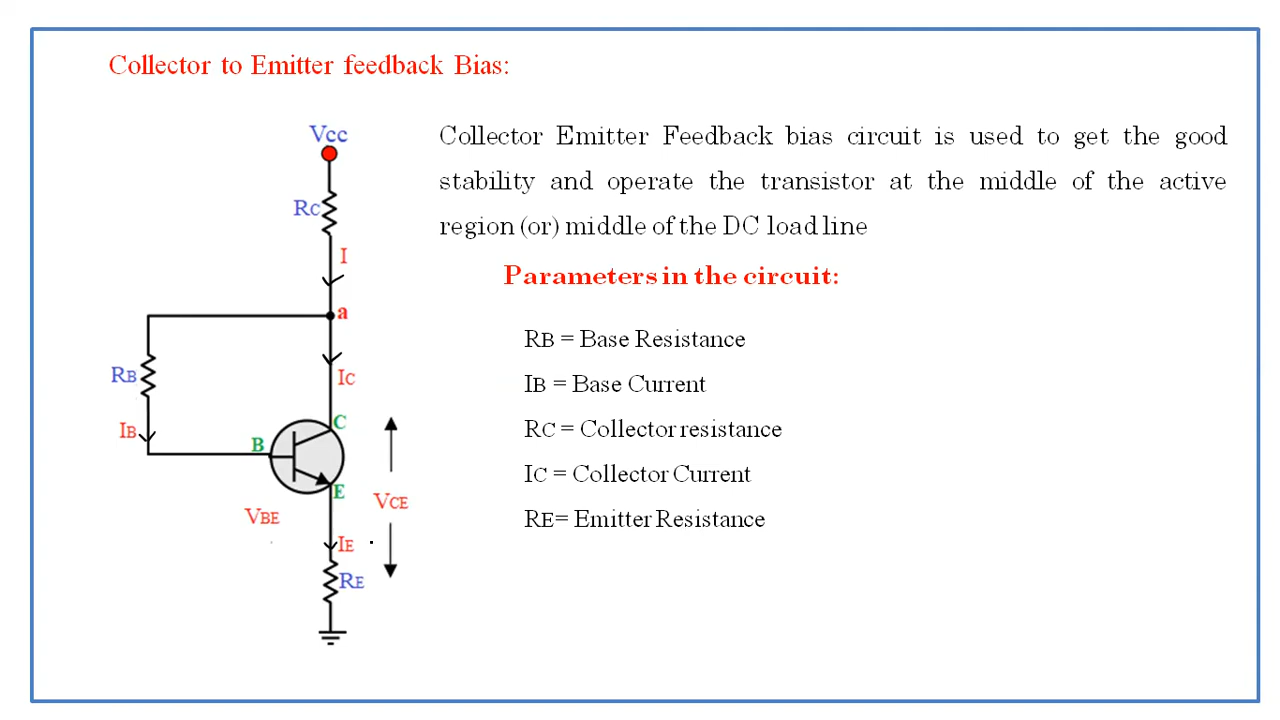 Collector to Emitter feedback Bias:
Vcc
Collector Emitter Feedback bias circuit is used to get the good
stability and operate the transistor at the middle of the active
region (or) middle of the DC load line
RC
I
Parameters in the circuit:
a
RB = Base Resistance
RB
IC
IB = Base Current
IB
C
RC = Collector resistance
B
IC = Collector Current
E
VCE
VBE
RE= Emitter Resistance
IE
RE